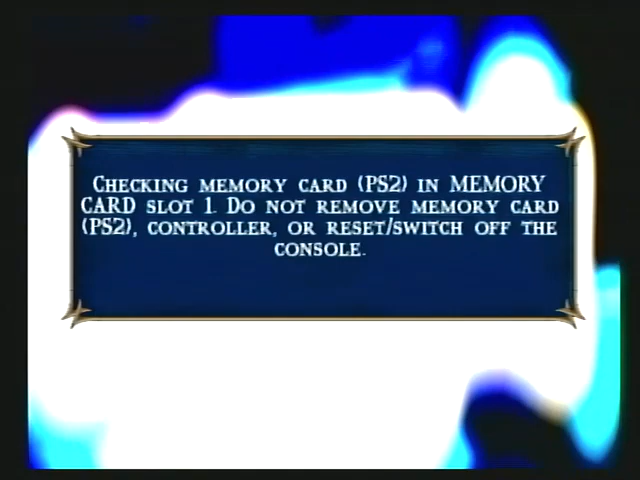 Checking memory card (PS2) in MEMORY
CARD slot 1. Do not remove memory card
(PS2), controller, or reset/switch off the
console.